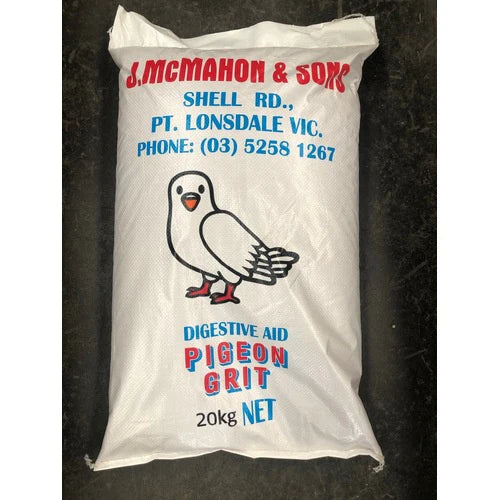 J.MCMAHON & SONS
SHELL RD.,
PT. LONSDALE VIC.
PHONE: (03) 5258 1267
DIGESTIVE AID
PIGEON
GRIT
20kg NET